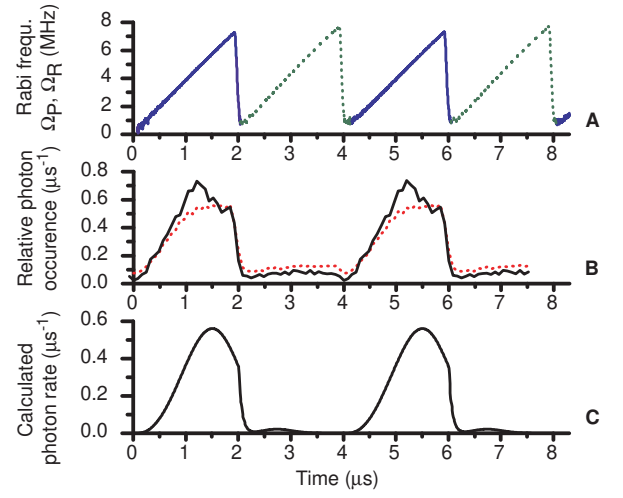 Rabi frequ.
Ω_P, Ω_R (MHz)
8
6
4
2
0
0 1 2 3 4 5 6 7 8
A
Relative photon
occurence (μs⁻¹)
0.8
0.6
0.4
0.2
0.0
0 1 2 3 4 5 6 7 8
B
Calculated
photon rate (μs⁻¹)
0.6
0.4
0.2
0.0
0 1 2 3 4 5 6 7 8
C
Time (μs)